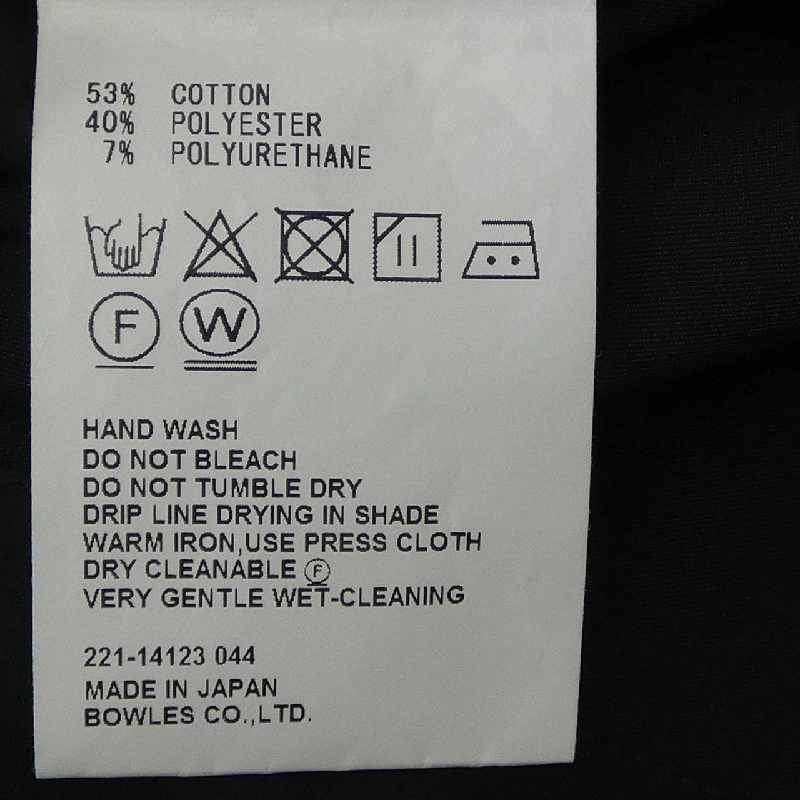 53% COTTON
40% POLYESTER
7% POLYURETHANE
F W
HAND WASH
DO NOT BLEACH
DO NOT TUMBLE DRY
DRIP LINE DRYING IN SHADE
WARM IRON,USE PRESS CLOTH
DRY CLEANABLE Ⓕ
VERY GENTLE WET-CLEANING
221-14123 044
MADE IN JAPAN
BOWLES CO.,LTD.